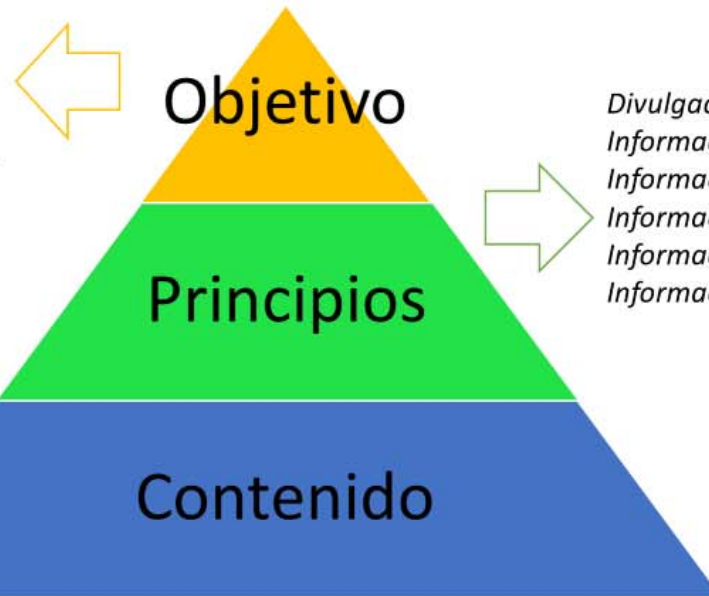 Objetivo
Divulgac
Informac
Informac
Informac
Informac
Informac
Principios
Contenido